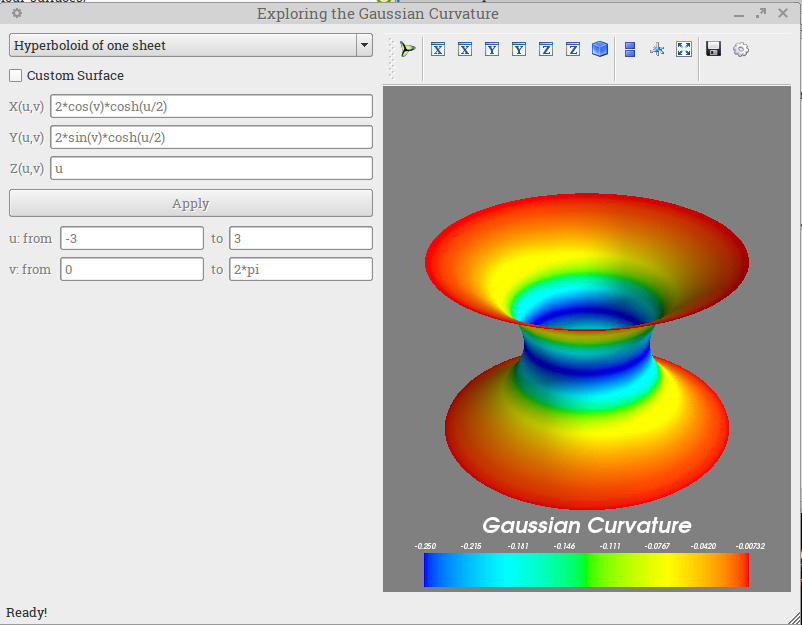 Exploring the Gaussian Curvature
Hyperboloid of one sheet
Custom Surface
X(u,v) 2*cos(v)*cosh(u/2)
Y(u,v) 2*sin(v)*cosh(u/2)
Z(u,v) u
Apply
u: from -3 to 3
v: from 0 to 2*pi
X X Y Y Z Z
Gaussian Curvature
-0.250 -0.215 -0.181 -0.146 -0.111 -0.0767 -0.0420 -0.00732
Ready!